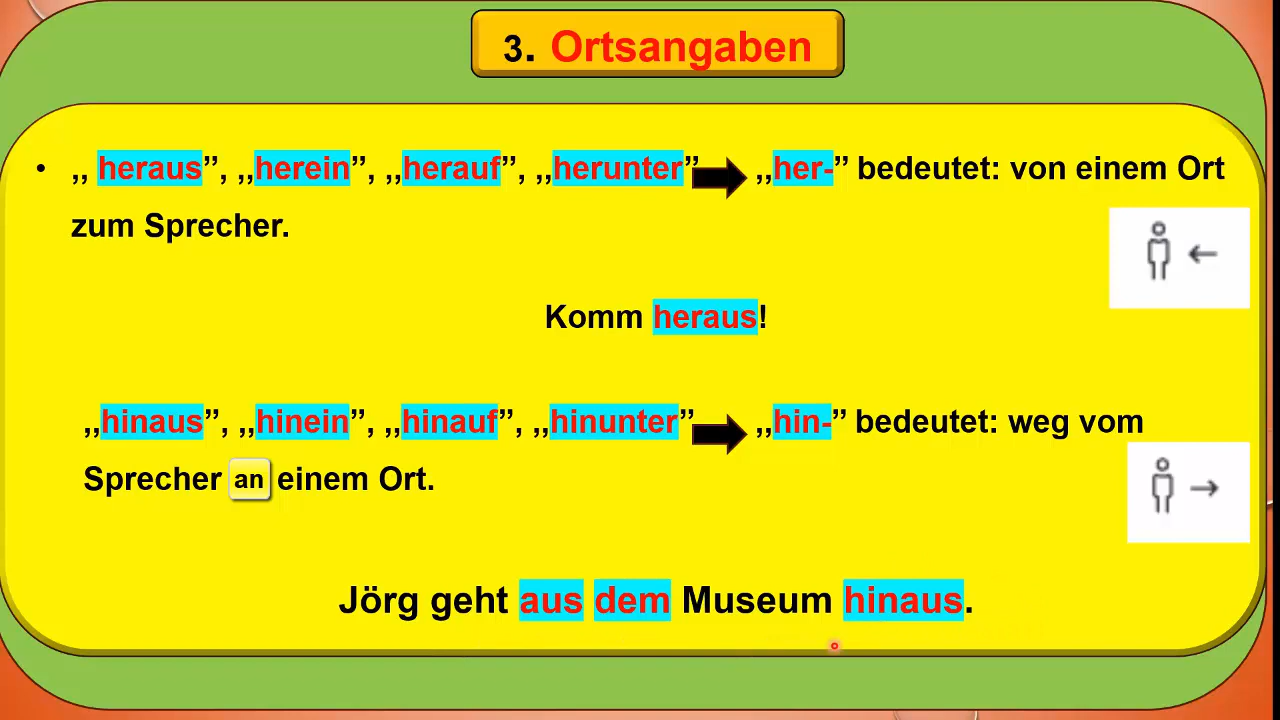 3. Ortsangaben
• ,, heraus”, ,,herein”, ,,herauf”, ,,herunter” ,,her-” bedeutet: von einem Ort
zum Sprecher.
Komm heraus!
,,hinaus”, ,,hinein”, ,,hinauf”, ,,hinunter” ,,hin-” bedeutet: weg vom
Sprecher an einem Ort.
Jörg geht aus dem Museum hinaus.